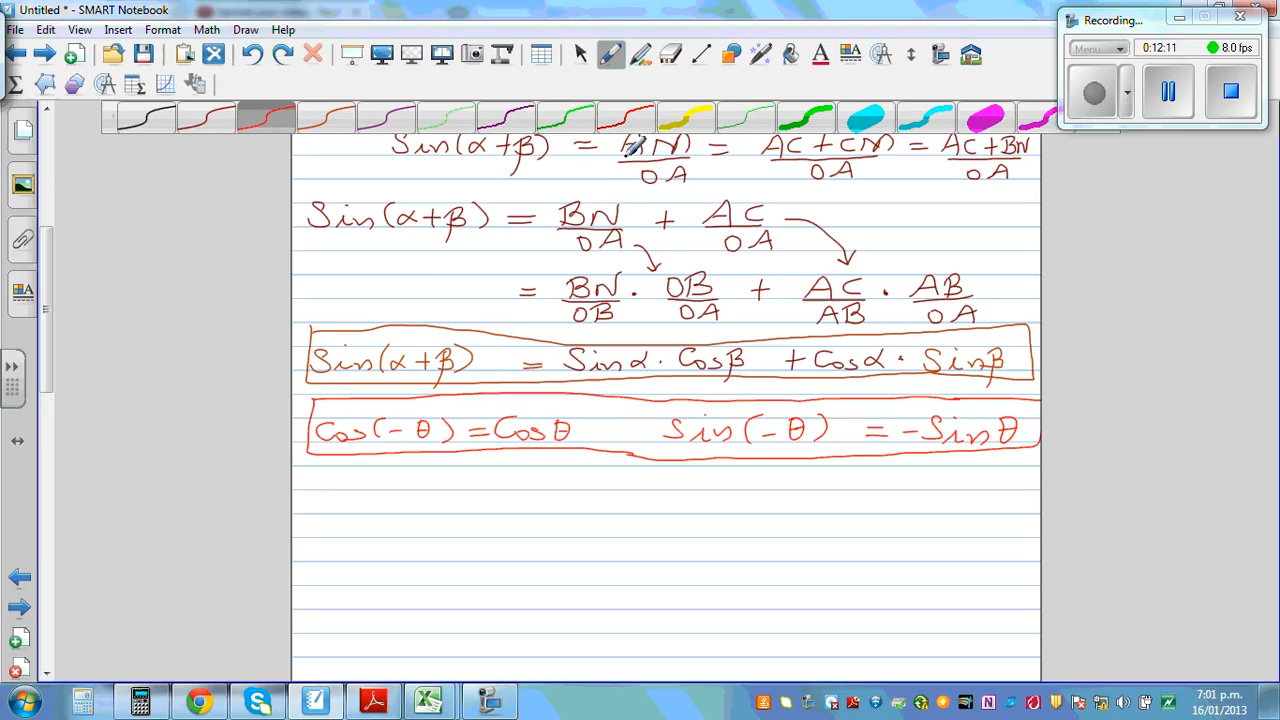 Untitled * - SMART Notebook
File Edit View Insert Format Math Draw Help
Recording...
Menu 0:12:11 8.0 fps
Sin(α+β) = N/OA = AC+CN/OA = AC+BN/OA
Sin(α+β) = BN/OA + AC/OA
= BN/OB · OB/OA + AC/AB · AB/OA
Sin(α+β) = Sinα · Cosβ + Cosα · Sinβ
Cos(-θ) = Cosθ Sin(-θ) = -Sinθ
7:01 p.m.
16/01/2013